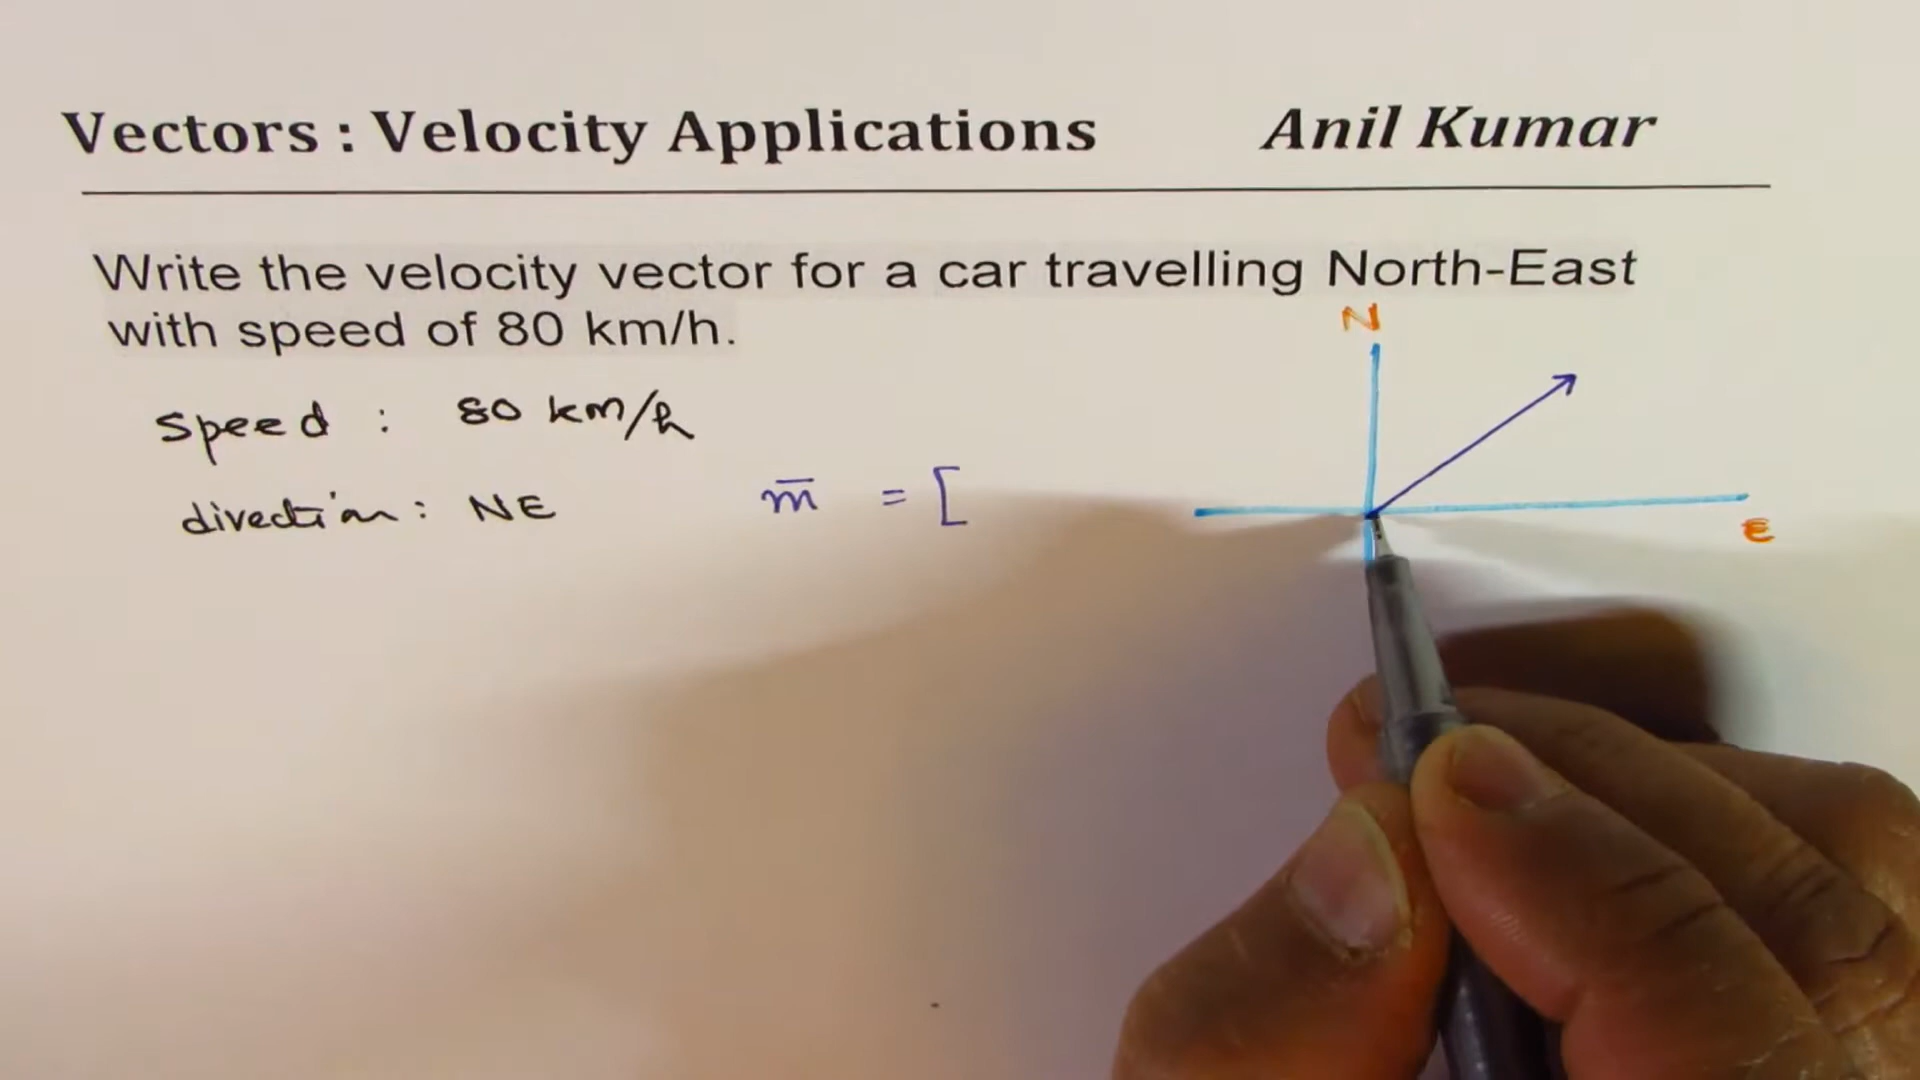 Vectors : Velocity Applications Anil Kumar
Write the velocity vector for a car travelling North-East
with speed of 80 km/h.
N
speed : 80 km/h
m̅ = [
direction : NE
E